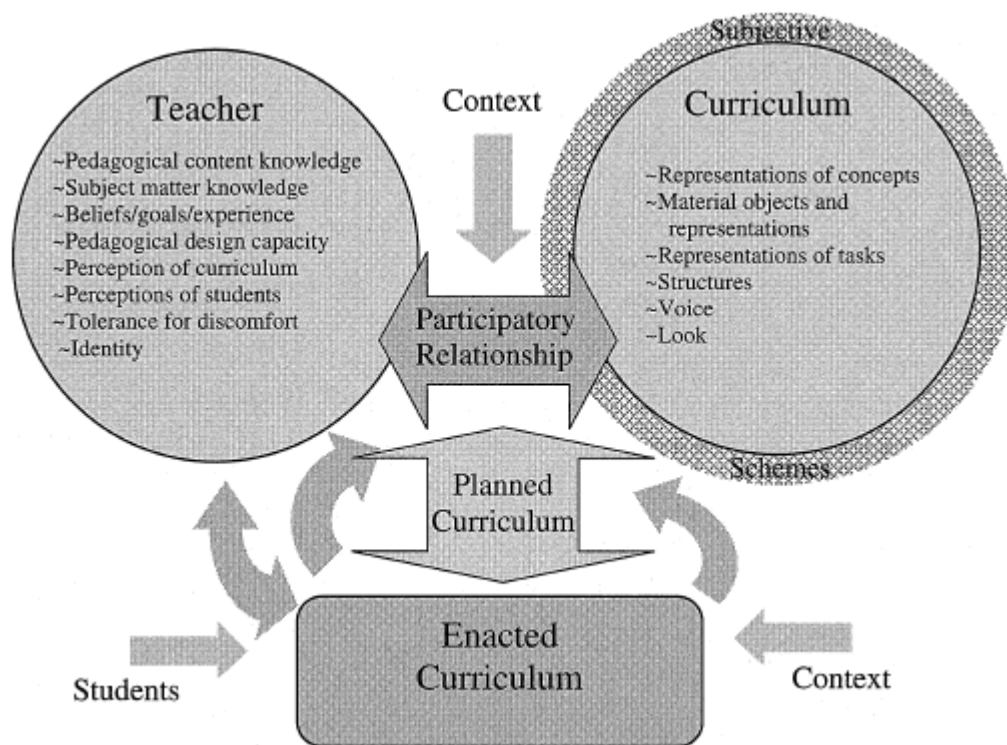 Subjective
Teacher
~Pedagogical content knowledge
~Subject matter knowledge
~Beliefs/goals/experience
~Pedagogical design capacity
~Perception of curriculum
~Perceptions of students
~Tolerance for discomfort
~Identity
Context
Curriculum
~Representations of concepts
~Material objects and
representations
~Representations of tasks
~Structures
~Voice
~Look
Participatory
Relationship
Schemes
Planned
Curriculum
Enacted
Curriculum
Students
Context